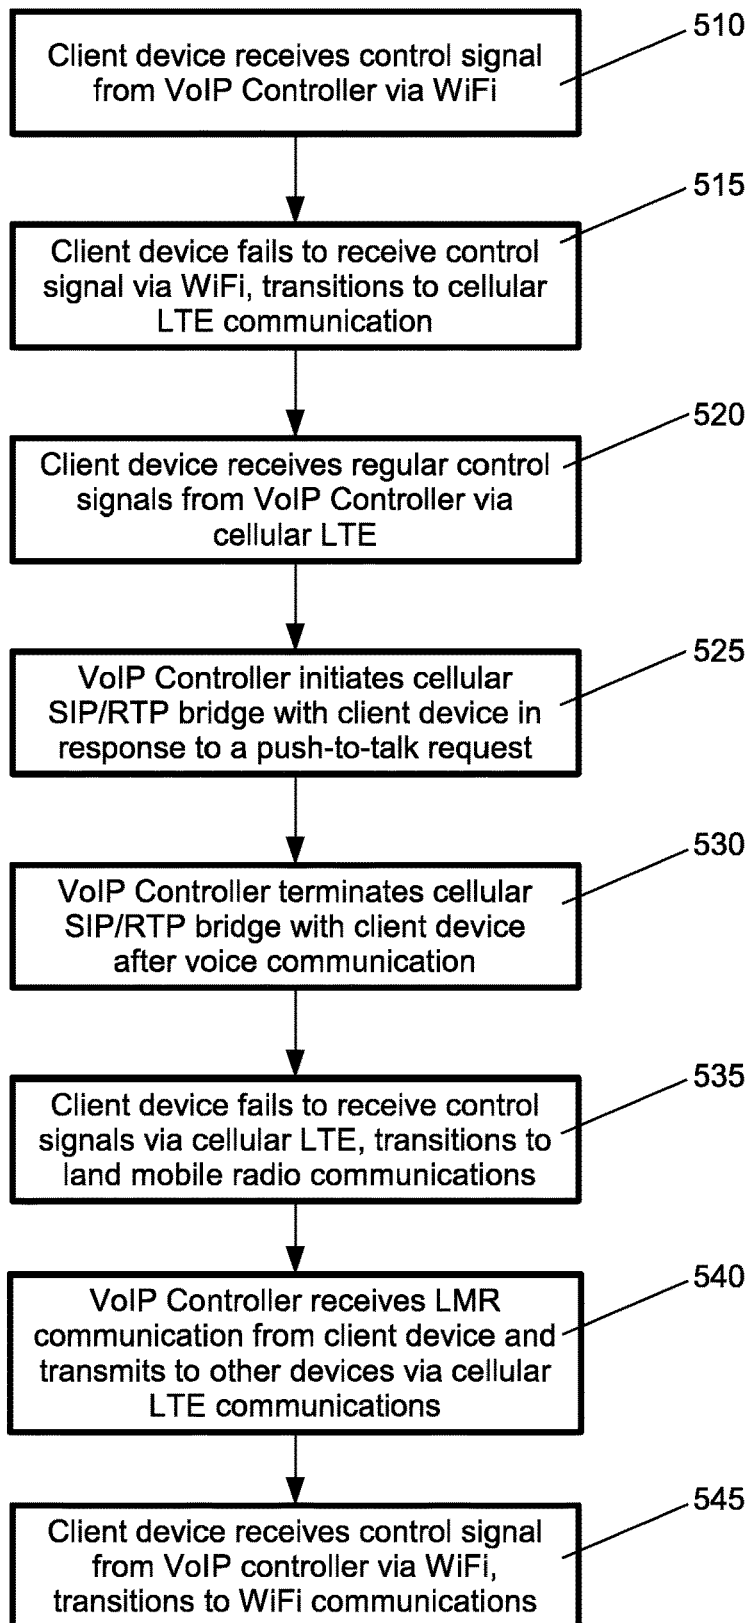 510
Client device receives control signal
from VoIP Controller via WiFi
515
Client device fails to receive control
signal via WiFi, transitions to cellular
LTE communication
520
Client device receives regular control
signals from VoIP Controller via
cellular LTE
525
VoIP Controller initiates cellular
SIP/RTP bridge with client device in
response to a push-to-talk request
530
VoIP Controller terminates cellular
SIP/RTP bridge with client device
after voice communication
535
Client device fails to receive control
signals via cellular LTE, transitions to
land mobile radio communications
540
VoIP Controller receives LMR
communication from client device and
transmits to other devices via cellular
LTE communications
545
Client device receives control signal
from VoIP controller via WiFi,
transitions to WiFi communications